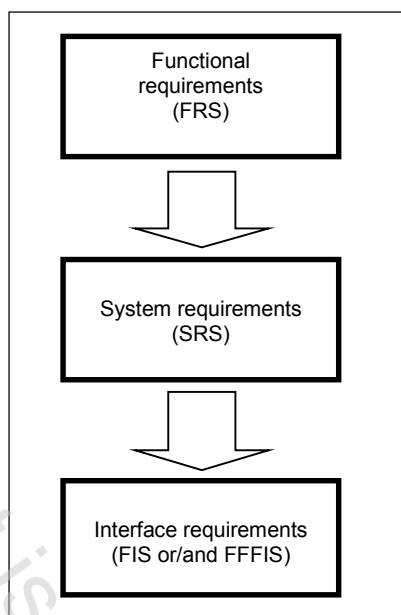 Functional
requirements
(FRS)
System requirements
(SRS)
Interface requirements
(FIS or/and FFFIS)